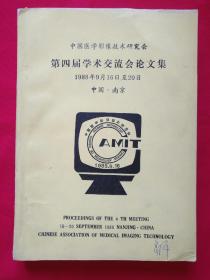 中国医学影像技术研究会
第四届学术交流会论文集
1988年9月16日至20日
中国·南京
AMIT
1988.9.16
PROCEEDINGS OF THE 4 TH MEETING
16—20 SEPTEMBER 1988 NANJING·CHINA
CHINESE ASSOCIATION OF MEDICAL IMAGING TECHNOLOGY